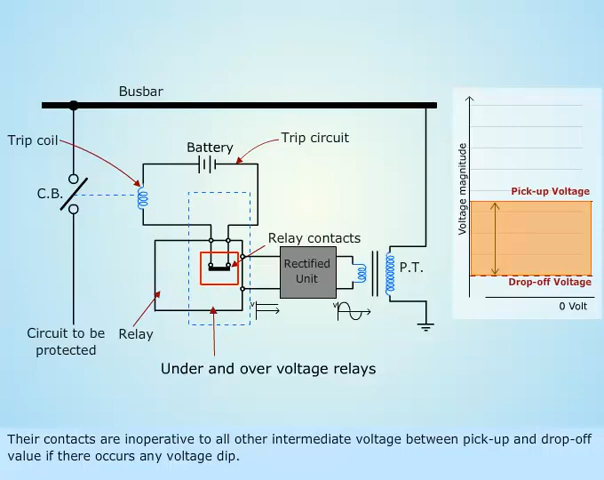 Busbar
Trip coil
Battery
Trip circuit
C.B.
Relay contacts
Rectified
Unit
P.T.
V
V
Circuit to be
protected
Relay
Under and over voltage relays
Voltage magnitude
Pick-up Voltage
Drop-off Voltage
0 Volt
Their contacts are inoperative to all other intermediate voltage between pick-up and drop-off
value if there occurs any voltage dip.